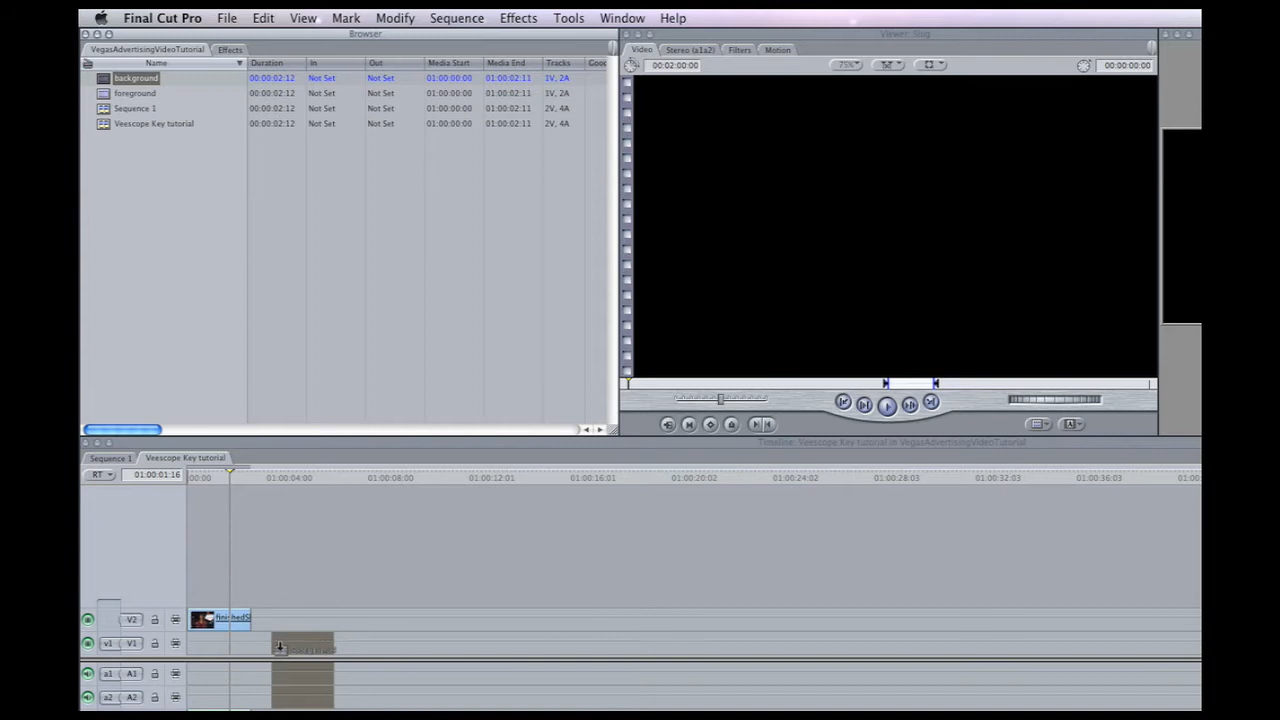 Final Cut Pro File Edit View Mark Modify Sequence Effects Tools Window Help
Browser
Viewer: Slug
VegasAdvertisingVideoTutorial Effects
Video Stereo (a1a2) Filters Motion
Name Duration In Out Media Start Media End Tracks Good
00:02:00:00 75% 00:00:00:00
background 00:00:02:12 Not Set Not Set 01:00:00:00 01:00:02:11 1V, 2A
foreground 00:00:02:12 Not Set Not Set 01:00:00:00 01:00:02:11 1V, 2A
Sequence 1 00:00:02:12 Not Set Not Set 01:00:00:00 01:00:02:11 2V, 4A
Veescope Key tutorial 00:00:02:12 Not Set Not Set 01:00:00:00 01:00:02:11 2V, 4A
Timeline: Veescope Key tutorial in VegasAdvertisingVideoTutorial
Sequence 1 Veescope Key tutorial
RT 01:00:01:16 00:00 01:00:04:00 01:00:08:00 01:00:12:01 01:00:16:01 01:00:20:02 01:00:24:02 01:00:28:03 01:00:32:03 01:00:36:03
V2 finishedSh
v1 V1
a1 A1
a2 A2